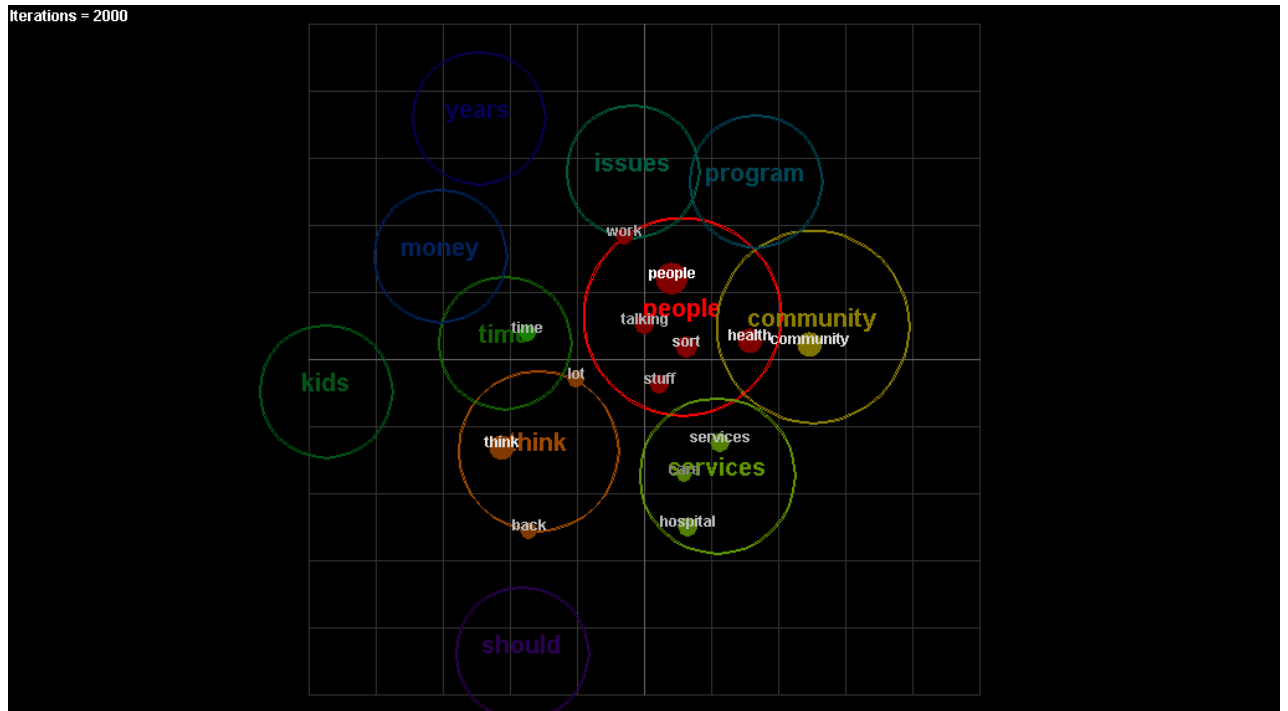 Iterations = 2000
years
issues
program
work
money
people
people
talking
time
time
community
health
community
sort
lot
stuff
kids
think
think
services
services
care
hospital
back
should